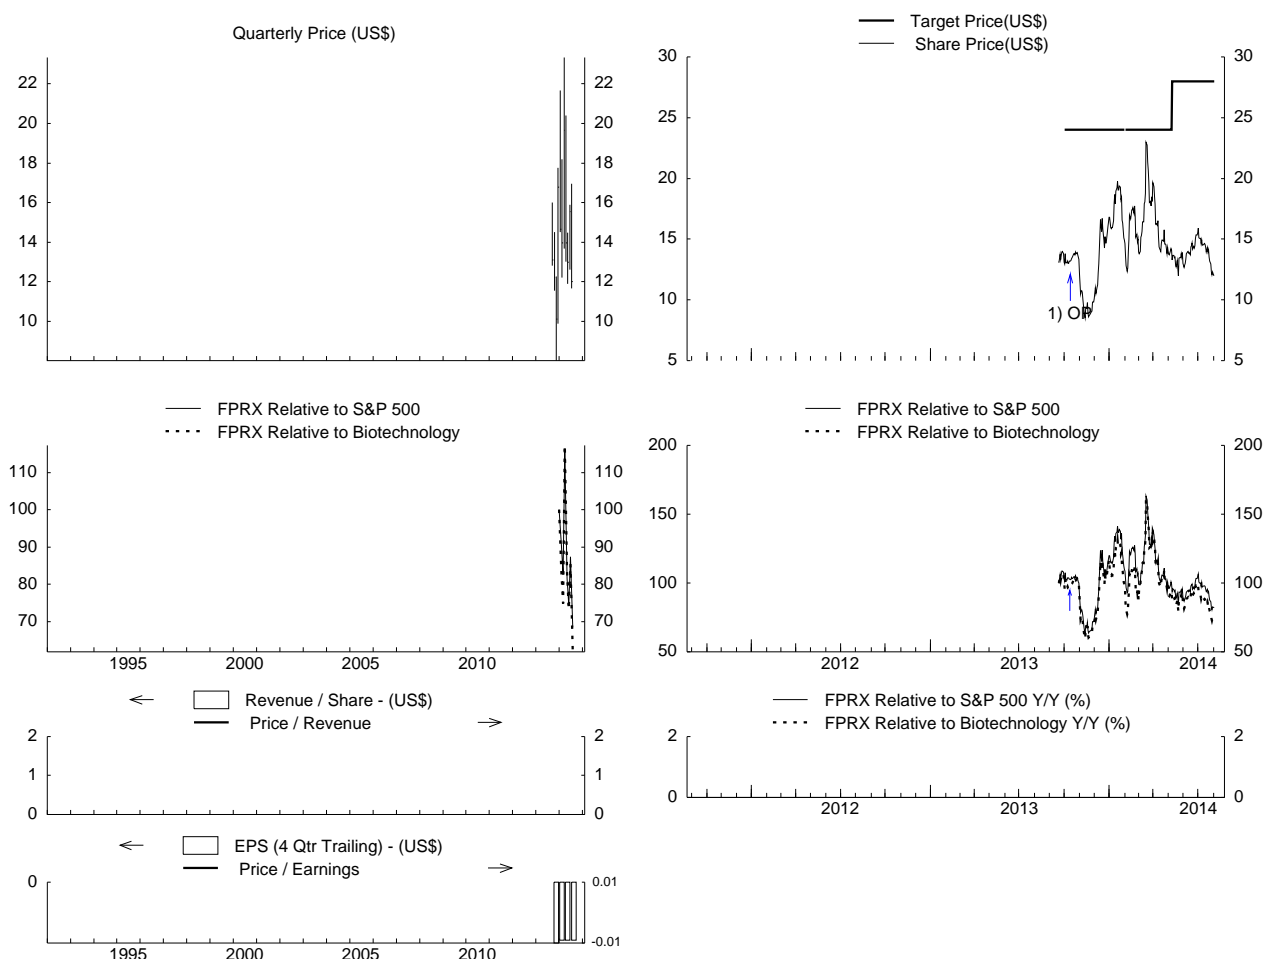 Quarterly Price (US$)
22 22
20 20
18 18
16 16
14 14
12 12
10 10
FPRX Relative to S&P 500
FPRX Relative to Biotechnology
110 110
100 100
90 90
80 80
70 70
1995 2000 2005 2010
Revenue / Share - (US$)
Price / Revenue
2 2
1 1
0 0
EPS (4 Qtr Trailing) - (US$)
Price / Earnings
0 0.01
-0.01
1995 2000 2005 2010
Target Price(US$)
Share Price(US$)
30 30
25 25
20 20
15 15
10 10
1) OP
5 5
FPRX Relative to S&P 500
FPRX Relative to Biotechnology
200 200
150 150
100 100
50 50
2012 2013 2014
FPRX Relative to S&P 500 Y/Y (%)
FPRX Relative to Biotechnology Y/Y (%)
2 2
0 0
2012 2013 2014